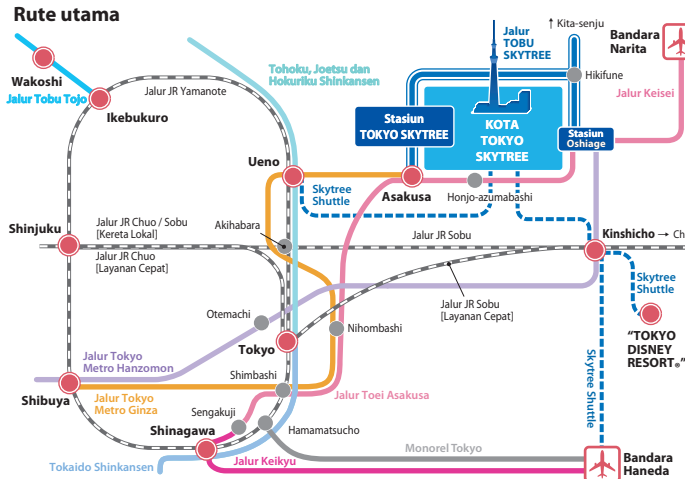 Rute utama
↑ Kita-senju
Bandara
Narita
Jalur
TOBU
SKYTREE
Tohoku, Joetsu dan
Hokuriku Shinkansen
Wakoshi
Jalur Tobu Tojo
Jalur JR Yamanote
Ikebukuro
Hikifune
Jalur Keisei
Stasiun
TOKYO SKYTREE
KOTA
TOKYO
SKYTREE
Stasiun
Oshiage
Ueno
Skytree
Shuttle
Asakusa
Honjo-azumabashi
Shinjuku
Jalur JR Chuo / Sobu
[Kereta Lokal]
Jalur JR Chuo
[Layanan Cepat]
Akihabara
Jalur JR Sobu
Kinshicho → Ch
Skytree
Shuttle
Jalur JR Sobu
[Layanan Cepat]
Otemachi
Nihombashi
Tokyo
"TOKYO
DISNEY
RESORT®"
Jalur Tokyo
Metro Hanzomon
Shimbashi
Skytree Shuttle
Shibuya
Jalur Tokyo
Metro Ginza
Jalur Toei Asakusa
Sengakuji
Shinagawa
Hamamatsucho
Monorel Tokyo
Tokaido Shinkansen
Jalur Keikyu
Bandara
Haneda